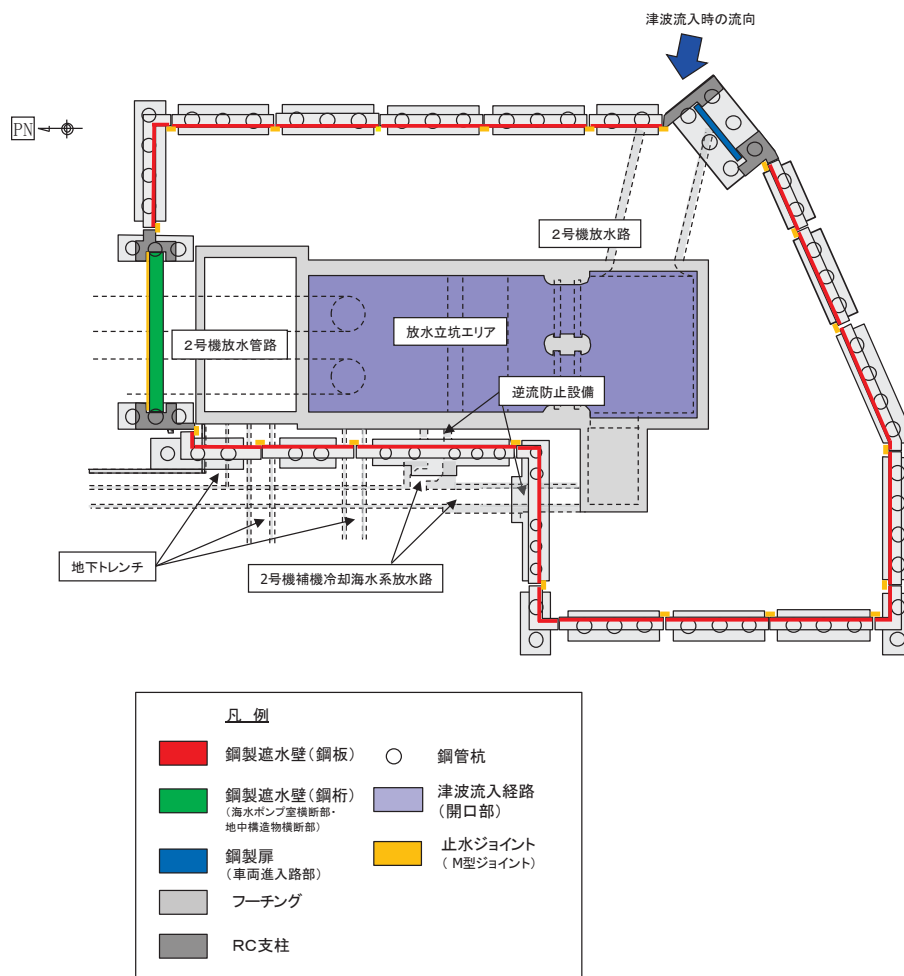 津波流入時の流向
PN
2号機放水路
放水立坑エリア
2号機放水管路
逆流防止設備
地下トレンチ
2号機補機冷却海水系放水路
凡 例
鋼製遮水壁(鋼板)
鋼管杭
鋼製遮水壁(鋼桁)
(海水ポンプ室横断部・
地中構造物横断部)
津波流入経路
(開口部)
鋼製扉
(車両進入路部)
止水ジョイント
( M型ジョイント)
フーチング
RC支柱